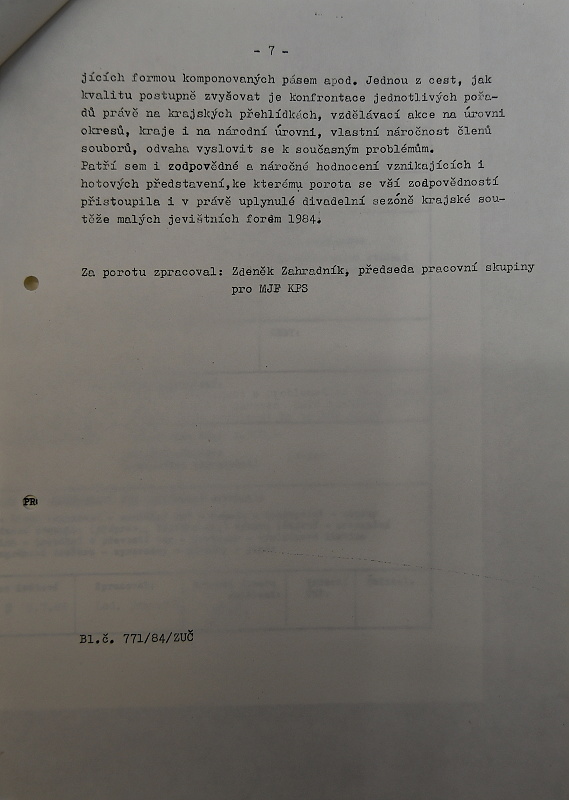 - 7 -
jících formou komponovaných pásem apod. Jednou z cest, jak
kvalitu postupně zvyšovat je konfrontace jednotlivých pořa-
dů právě na krajských přehlídkách, vzdělávací akce na úrovni
okresů, kraje i na národní úrovni, vlastní náročnost členů
souborů, odvaha vyslovit se k současným problémům.
Patří sem i zodpovědné a náročné hodnocení vznikajících i
hotových představení,ke kterému porota se vší zodpovědností
přistoupila i v právě uplynulé divadelní sezóně krajské sou-
těže malých jevištních forem 1984.
Za porotu zpracoval: Zdeněk Zahradník, předseda pracovní skupiny
pro MJF KPS
PR
Bl.č. 771/84/ZUČ